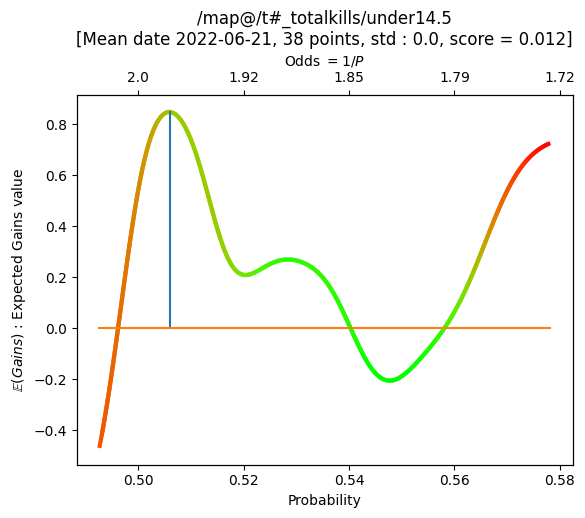 /map@/t#_totalkills/under14.5
[Mean date 2022-06-21, 38 points, std : 0.0, score = 0.012]
Odds = 1/P
2.0 1.92 1.85 1.79 1.72
0.8
0.6
0.4
0.2
0.0
−0.2
−0.4
𝔼(Gains) : Expected Gains value
0.50 0.52 0.54 0.56 0.58
Probability